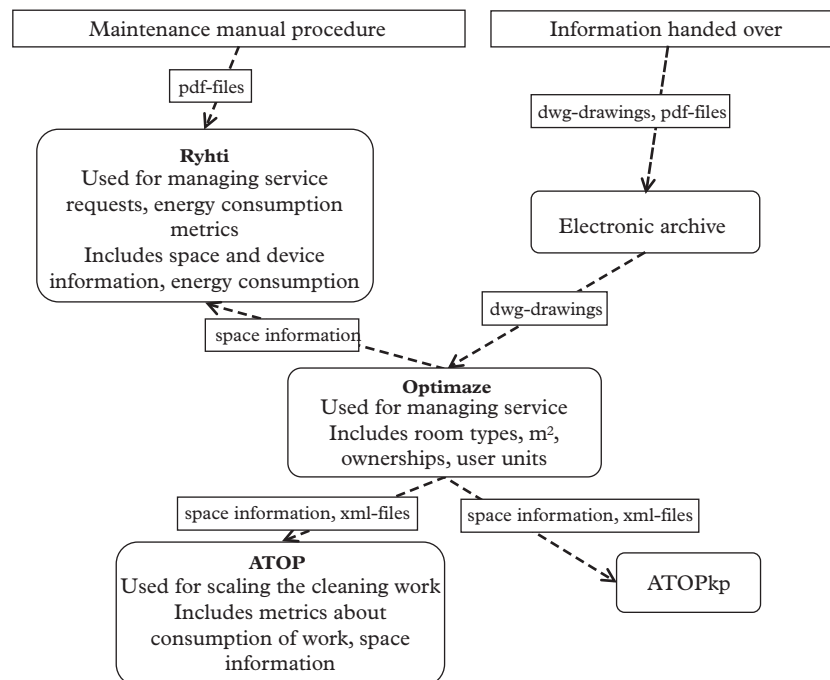 Maintenance manual procedure
Information handed over
pdf-files
dwg-drawings, pdf-files
Ryhti
Used for managing service
requests, energy consumption
metrics
Includes space and device
information, energy consumption
Electronic archive
dwg-drawings
space information
Optimaze
Used for managing service
Includes room types, m²,
ownerships, user units
space information, xml-files
space information, xml-files
ATOP
Used for scaling the cleaning work
Includes metrics about
consumption of work, space
information
ATOPkp